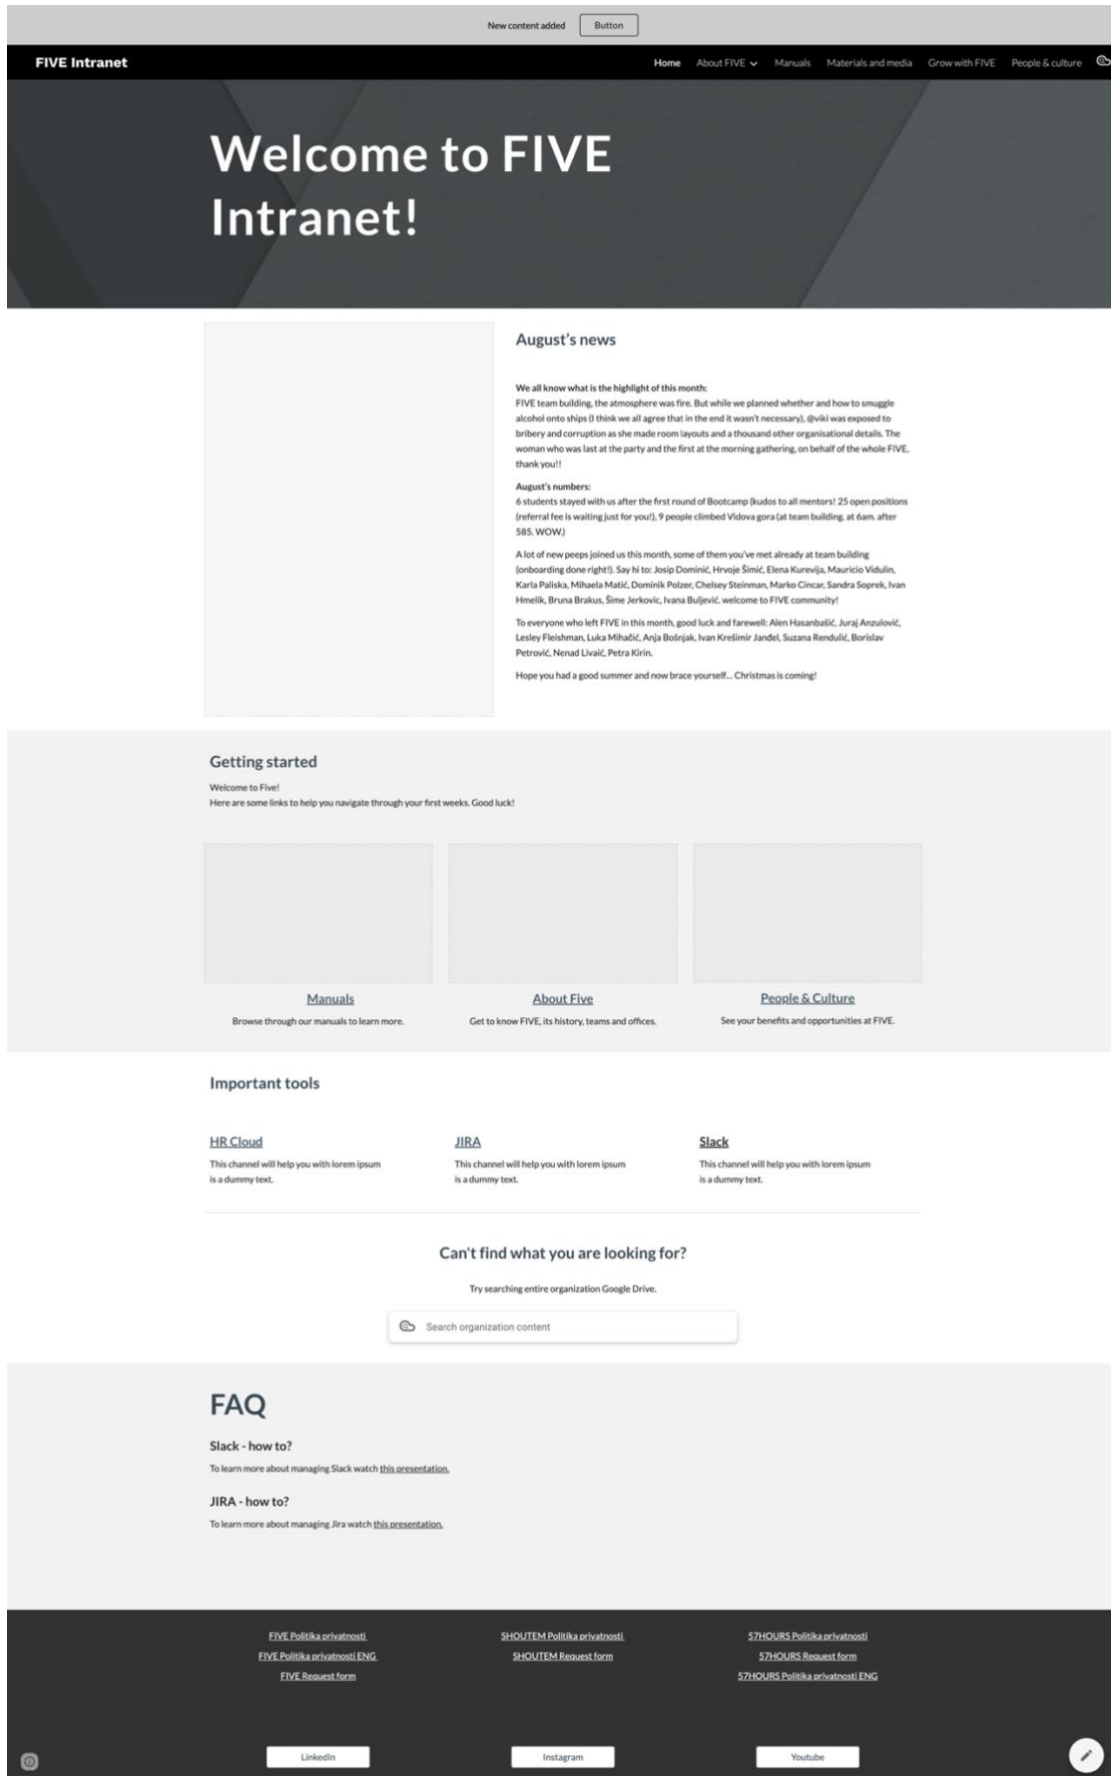 New content added Button
FIVE Intranet Home About FIVE Manuals Materials and media Grow with FIVE People & culture
Welcome to FIVE
Intranet!
August's news
We all know what is the highlight of this month:
FIVE team building, the atmosphere was fire. But while we planned whether and how to smuggle
alcohol onto ships (I think we all agree that in the end it wasn't necessary), @viki was exposed to
bribery and corruption as she made room layouts and a thousand other organisational details. The
woman who was last at the party and the first at the morning gathering, on behalf of the whole FIVE,
thank you!!
August's numbers:
6 students stayed with us after the first round of Bootcamp (kudos to all mentors! 25 open positions
(referral fee is waiting just for you!), 9 people climbed Vidova gora (at team building. at 6am. after
585. WOW.)
A lot of new peeps joined us this month, some of them you've met already at team building
(onboarding done right!). Say hi to: Josip Dominić, Hrvoje Šimić, Elena Kurevija, Mauricio Vidulin,
Karla Paliska, Mihaela Matić, Dominik Polzer, Chelsey Steinman, Marko Cincar, Sandra Soprek, Ivan
Hmelik, Bruna Brakus, Šime Jerkovic, Ivana Buljević, welcome to FIVE community!
To everyone who left FIVE in this month, good luck and farewell: Alen Hasanbašić, Juraj Anzulović,
Lesley Fleishman, Luka Mihačić, Anja Bošnjak, Ivan Krešimir Janđel, Suzana Rendulić, Borislav
Petrović, Nenad Livaić, Petra Kirin.
Hope you had a good summer and now brace yourself... Christmas is coming!
Getting started
Welcome to Five!
Here are some links to help you navigate through your first weeks. Good luck!
Manuals
Browse through our manuals to learn more.
About Five
Get to know FIVE, its history, teams and offices.
People & Culture
See your benefits and opportunities at FIVE.
Important tools
HR Cloud
This channel will help you with lorem ipsum
is a dummy text.
JIRA
This channel will help you with lorem ipsum
is a dummy text.
Slack
This channel will help you with lorem ipsum
is a dummy text.
Can't find what you are looking for?
Try searching entire organization Google Drive.
Search organization content
FAQ
Slack - how to?
To learn more about managing Slack watch this presentation.
JIRA - how to?
To learn more about managing Jira watch this presentation.
FIVE Politika privatnosti
FIVE Politika privatnosti ENG
FIVE Request form
SHOUTEM Politika privatnosti
SHOUTEM Request form
57HOURS Politika privatnosti
57HOURS Request form
57HOURS Politika privatnosti ENG
LinkedIn Instagram Youtube